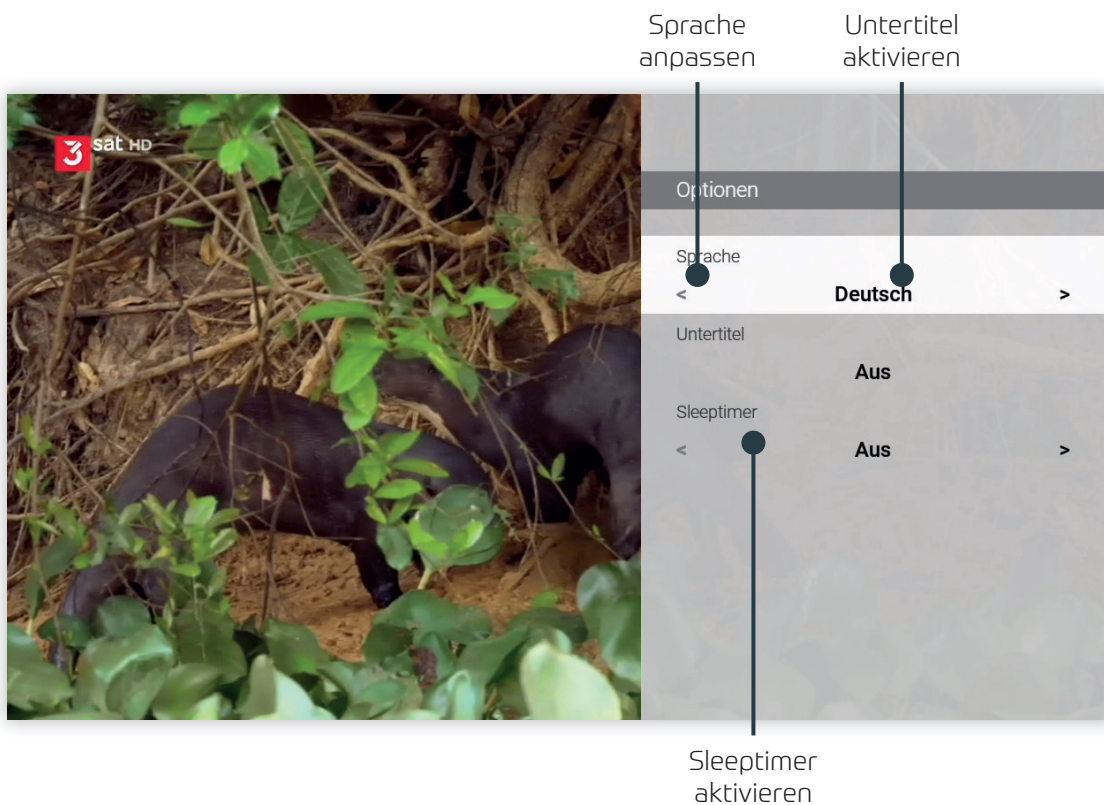 Sprache
anpassen
Untertitel
aktivieren
3sat HD
Optionen
Sprache
< Deutsch >
Untertitel
Aus
Sleeptimer
< Aus >
Sleeptimer
aktivieren